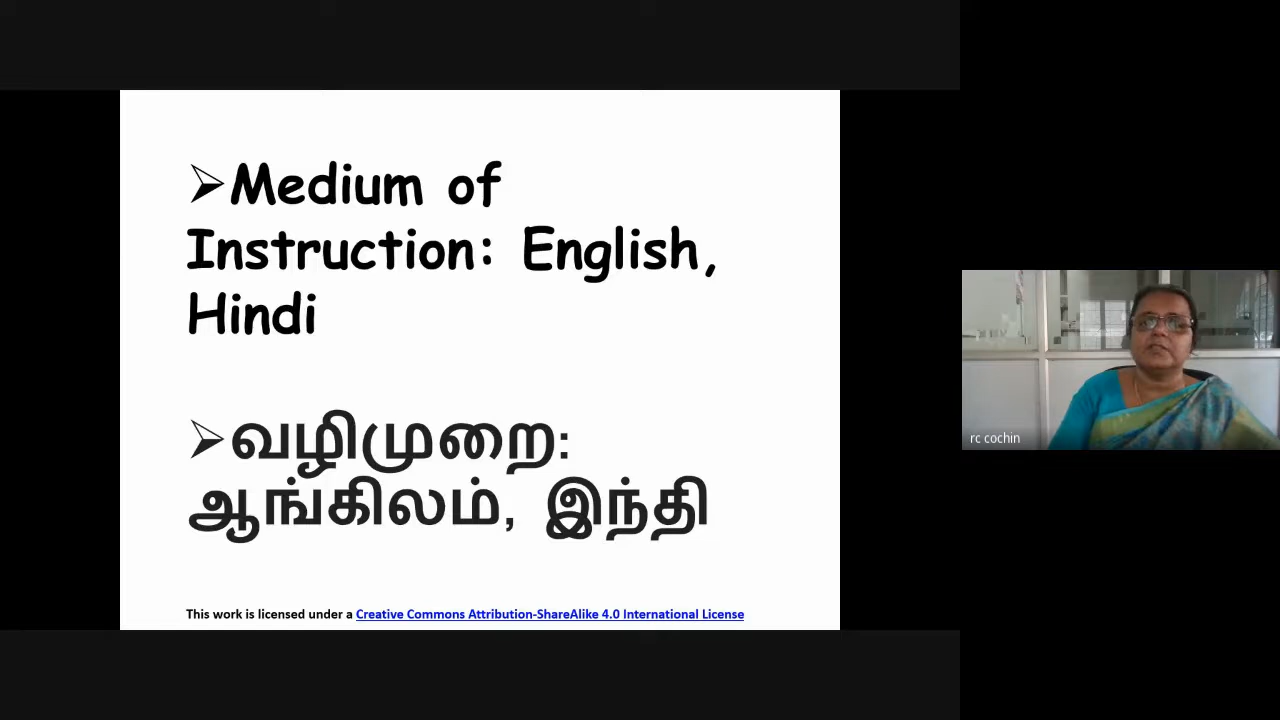 ➢Medium of
Instruction: English,
Hindi
➢வழிமுறை:
ஆங்கிலம், இந்தி
This work is licensed under a Creative Commons Attribution-ShareAlike 4.0 International License
rc cochin